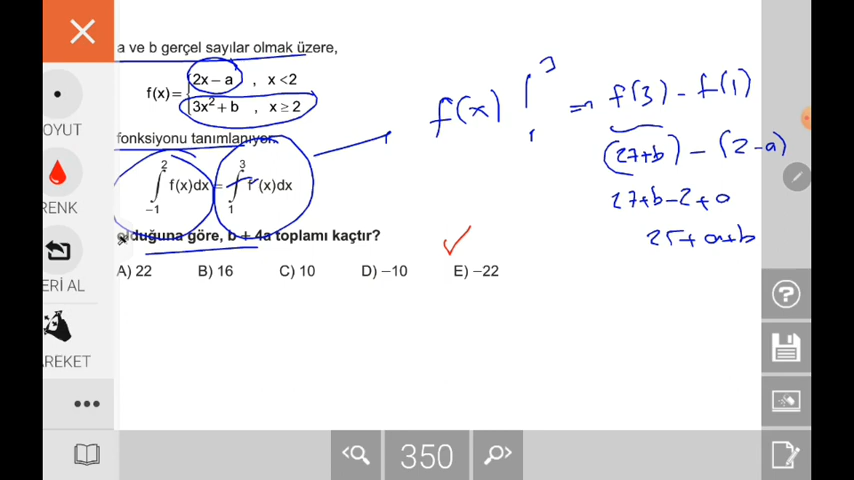 a ve b gerçel sayılar olmak üzere,
f(x)= 2x – a , x <2
3x² + b , x ≥ 2
fonksiyonu tanımlanıyor.
∫₋₁² f(x)dx = ∫₁³ f'(x)dx
olduğuna göre, b + 4a toplamı kaçtır?
A) 22 B) 16 C) 10 D) –10 E) –22
f(x) |₁³ = f(3) - f(1)
(27+b) - (2-a)
27+b-2+a
25+a+b
OYUT
RENK
ERİ AL
AREKET
350